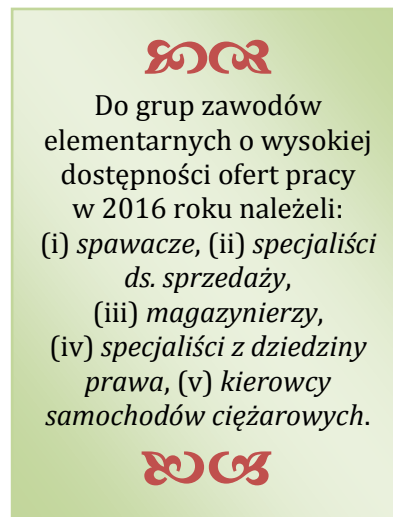 Do grup zawodów
elementarnych o wysokiej
dostępności ofert pracy
w 2016 roku należeli:
(i) spawacze, (ii) specjaliści
ds. sprzedaży,
(iii) magazynierzy,
(iv) specjaliści z dziedziny
prawa, (v) kierowcy
samochodów ciężarowych.